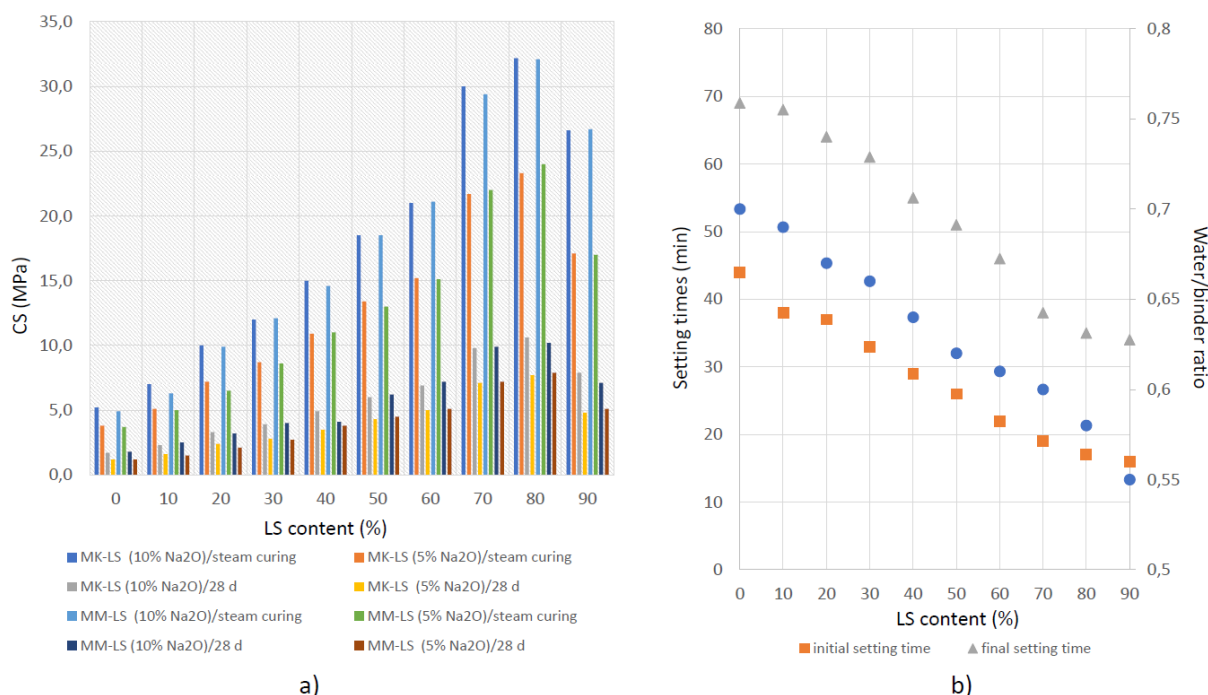 35,0
30,0
25,0
20,0
15,0
10,0
5,0
0,0
CS (MPa)
0 10 20 30 40 50 60 70 80 90
LS content (%)
MK-LS (10% Na2O)/steam curing
MK-LS (5% Na2O)/steam curing
MK-LS (10% Na2O)/28 d
MK-LS (5% Na2O)/28 d
MM-LS (10% Na2O)/steam curing
MM-LS (5% Na2O)/steam curing
MM-LS (10% Na2O)/28 d
MM-LS (5% Na2O)/28 d
a)
80
70
60
50
40
30
20
10
0
Setting times (min)
0,8
0,75
0,7
0,65
0,6
0,55
0,5
Water/binder ratio
0 10 20 30 40 50 60 70 80 90
LS content (%)
initial setting time
final setting time
b)